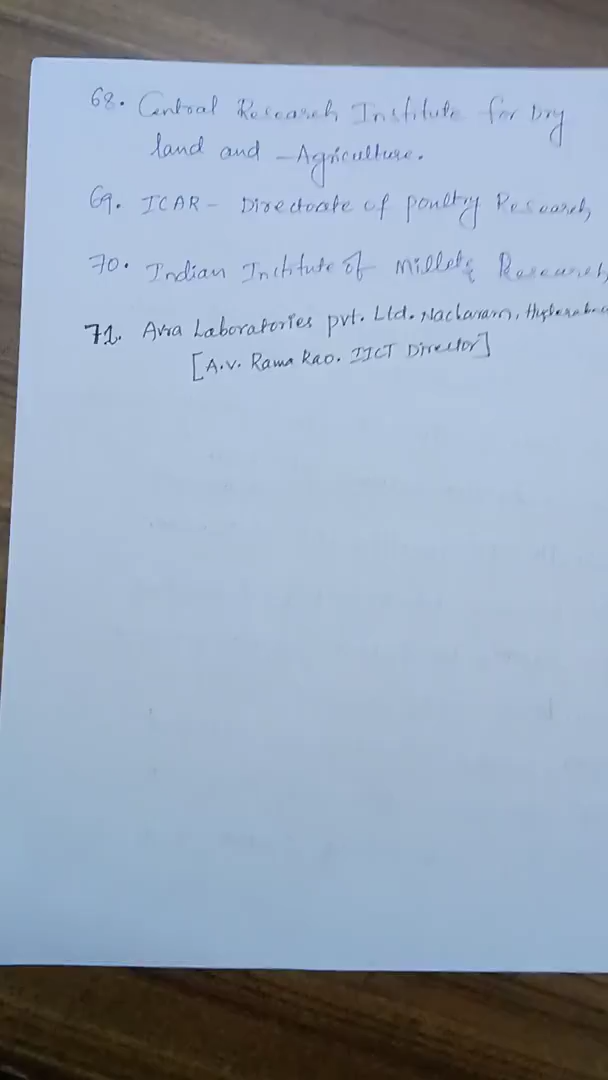 68. Central Research Institute for Dry
land and - Agriculture.
69. ICAR - Directoate of poultry Research
70. Indian Institute of Millets Research
71. Avra Laboratories pvt. Ltd. Nacharam, Hyderabad
[A.V. Rama Rao. IICT Director]